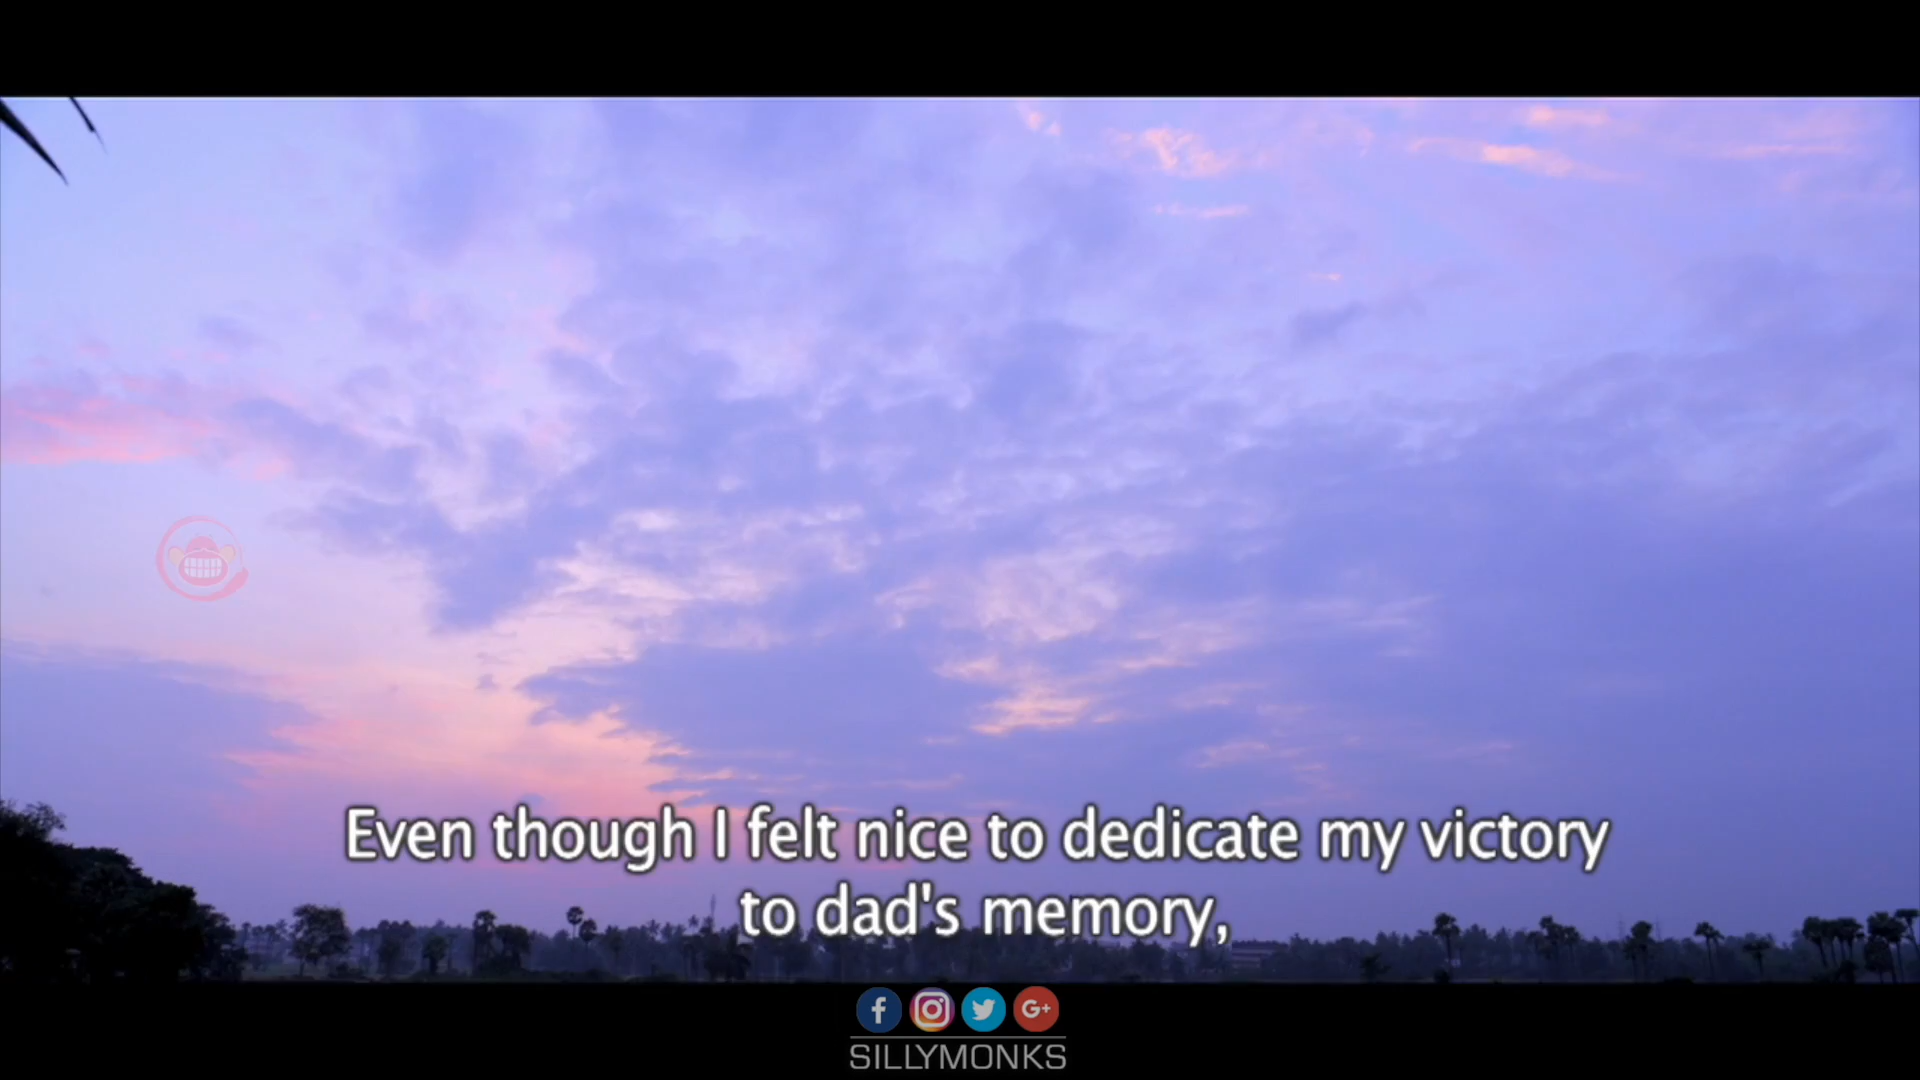 Even though I felt nice to dedicate my victory
to dad's memory,
f G+
SILLYMONKS